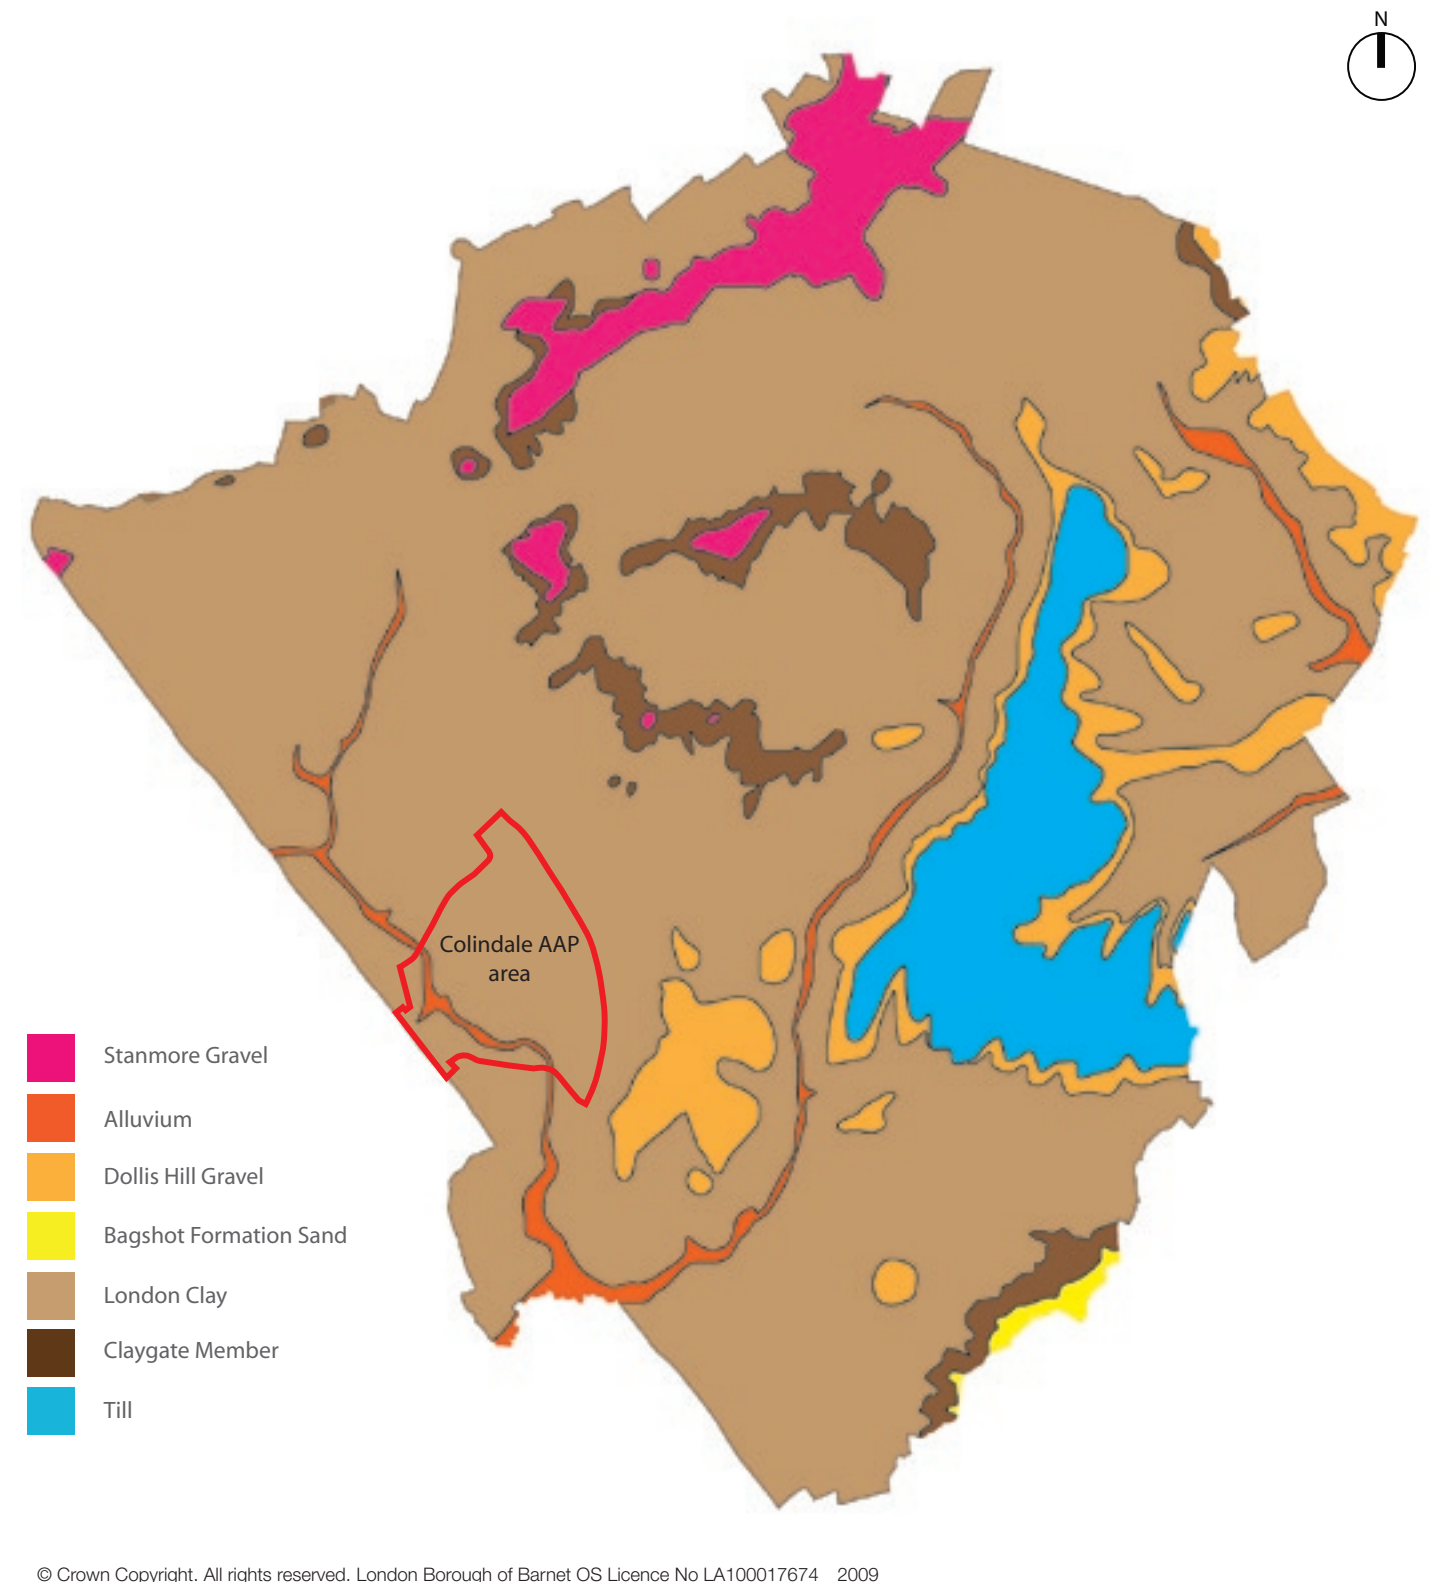 N
Colindale AAP
area
Stanmore Gravel
Alluvium
Dollis Hill Gravel
Bagshot Formation Sand
London Clay
Claygate Member
Till
© Crown Copyright. All rights reserved. London Borough of Barnet OS Licence No LA100017674 2009